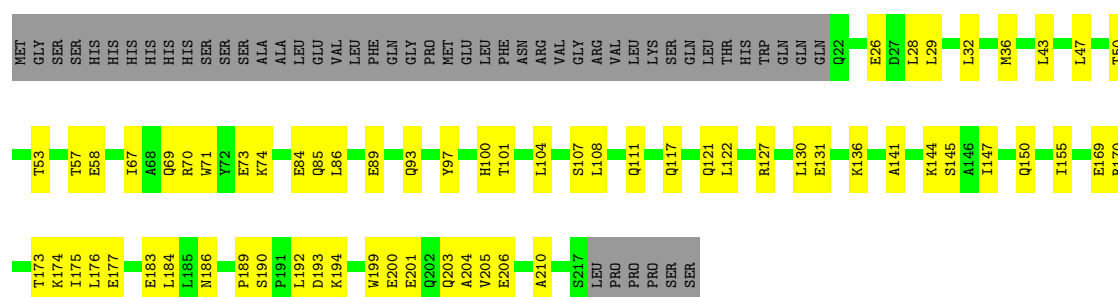 MET GLY SER SER HIS HIS HIS HIS HIS HIS SER SER SER ALA ALA LEU GLU VAL LEU PHE GLN GLY PRO MET GLU LEU PHE ASN ARG VAL GLY ARG VAL LEU LYS SER GLN LEU THR HIS TRP GLN GLN GLN Q22 E26 D27 L28 L29 L32 M36 L43 L47
T53 T57 E58 I67 A68 Q69 R70 W71 Y72 E73 K74 E84 Q85 L86 E89 Q93 Y97 H100 T101 L104 S107 L108 Q111 Q117 Q121 L122 R127 L130 E131 K136 A141 K144 S145 A146 I147 Q150 I155 E169
T173 K174 I175 L176 E177 E183 L184 L185 N186 P189 S190 P191 L192 D193 K194 W199 E200 E201 Q202 Q203 A204 V205 E206 A210 S217 LEU PRO PRO PRO SER SER